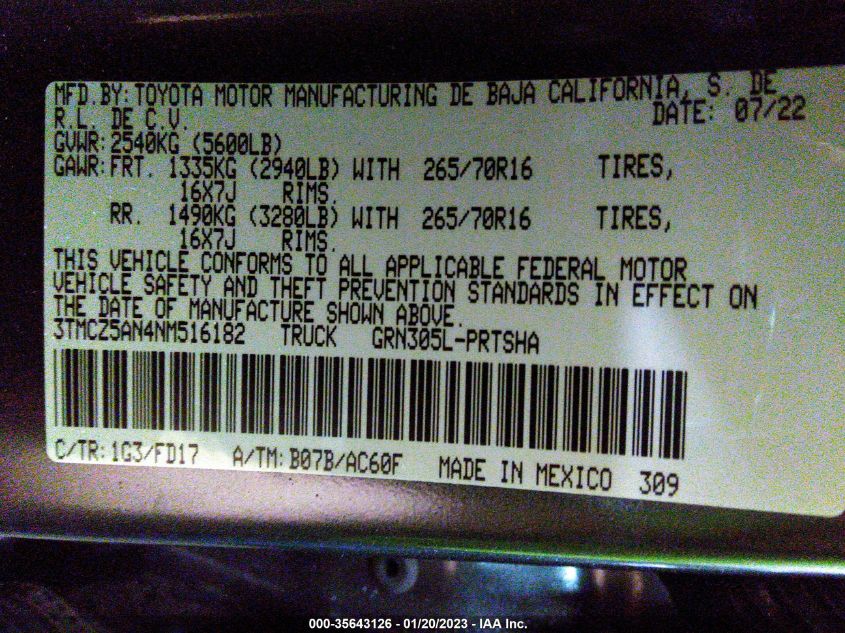 MFD.BY: TOYOTA MOTOR MANUFACTURING DE BAJA CALIFORNIA, S. DE
R.L. DE C.V. DATE: 07/22
GVWR: 2540KG (5600LB)
GAWR: FRT. 1335KG (2940LB) WITH 265/70R16 TIRES,
16X7J RIMS.
RR. 1490KG (3280LB) WITH 265/70R16 TIRES,
16X7J RIMS.
THIS VEHICLE CONFORMS TO ALL APPLICABLE FEDERAL MOTOR
VEHICLE SAFETY AND THEFT PREVENTION STANDARDS IN EFFECT ON
THE DATE OF MANUFACTURE SHOWN ABOVE.
3TMCZ5AN4NM516182 TRUCK GRN305L-PRTSHA
C/TR: 1G3/FD17 A/TM: B07B/AC60F MADE IN MEXICO 309
000-35643126 - 01/20/2023 - IAA Inc.